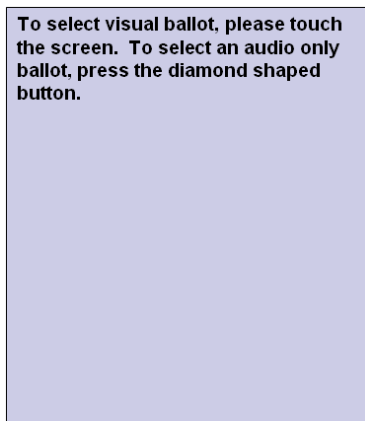 To select visual ballot, please touch
the screen.  To select an audio only
ballot, press the diamond shaped
button.